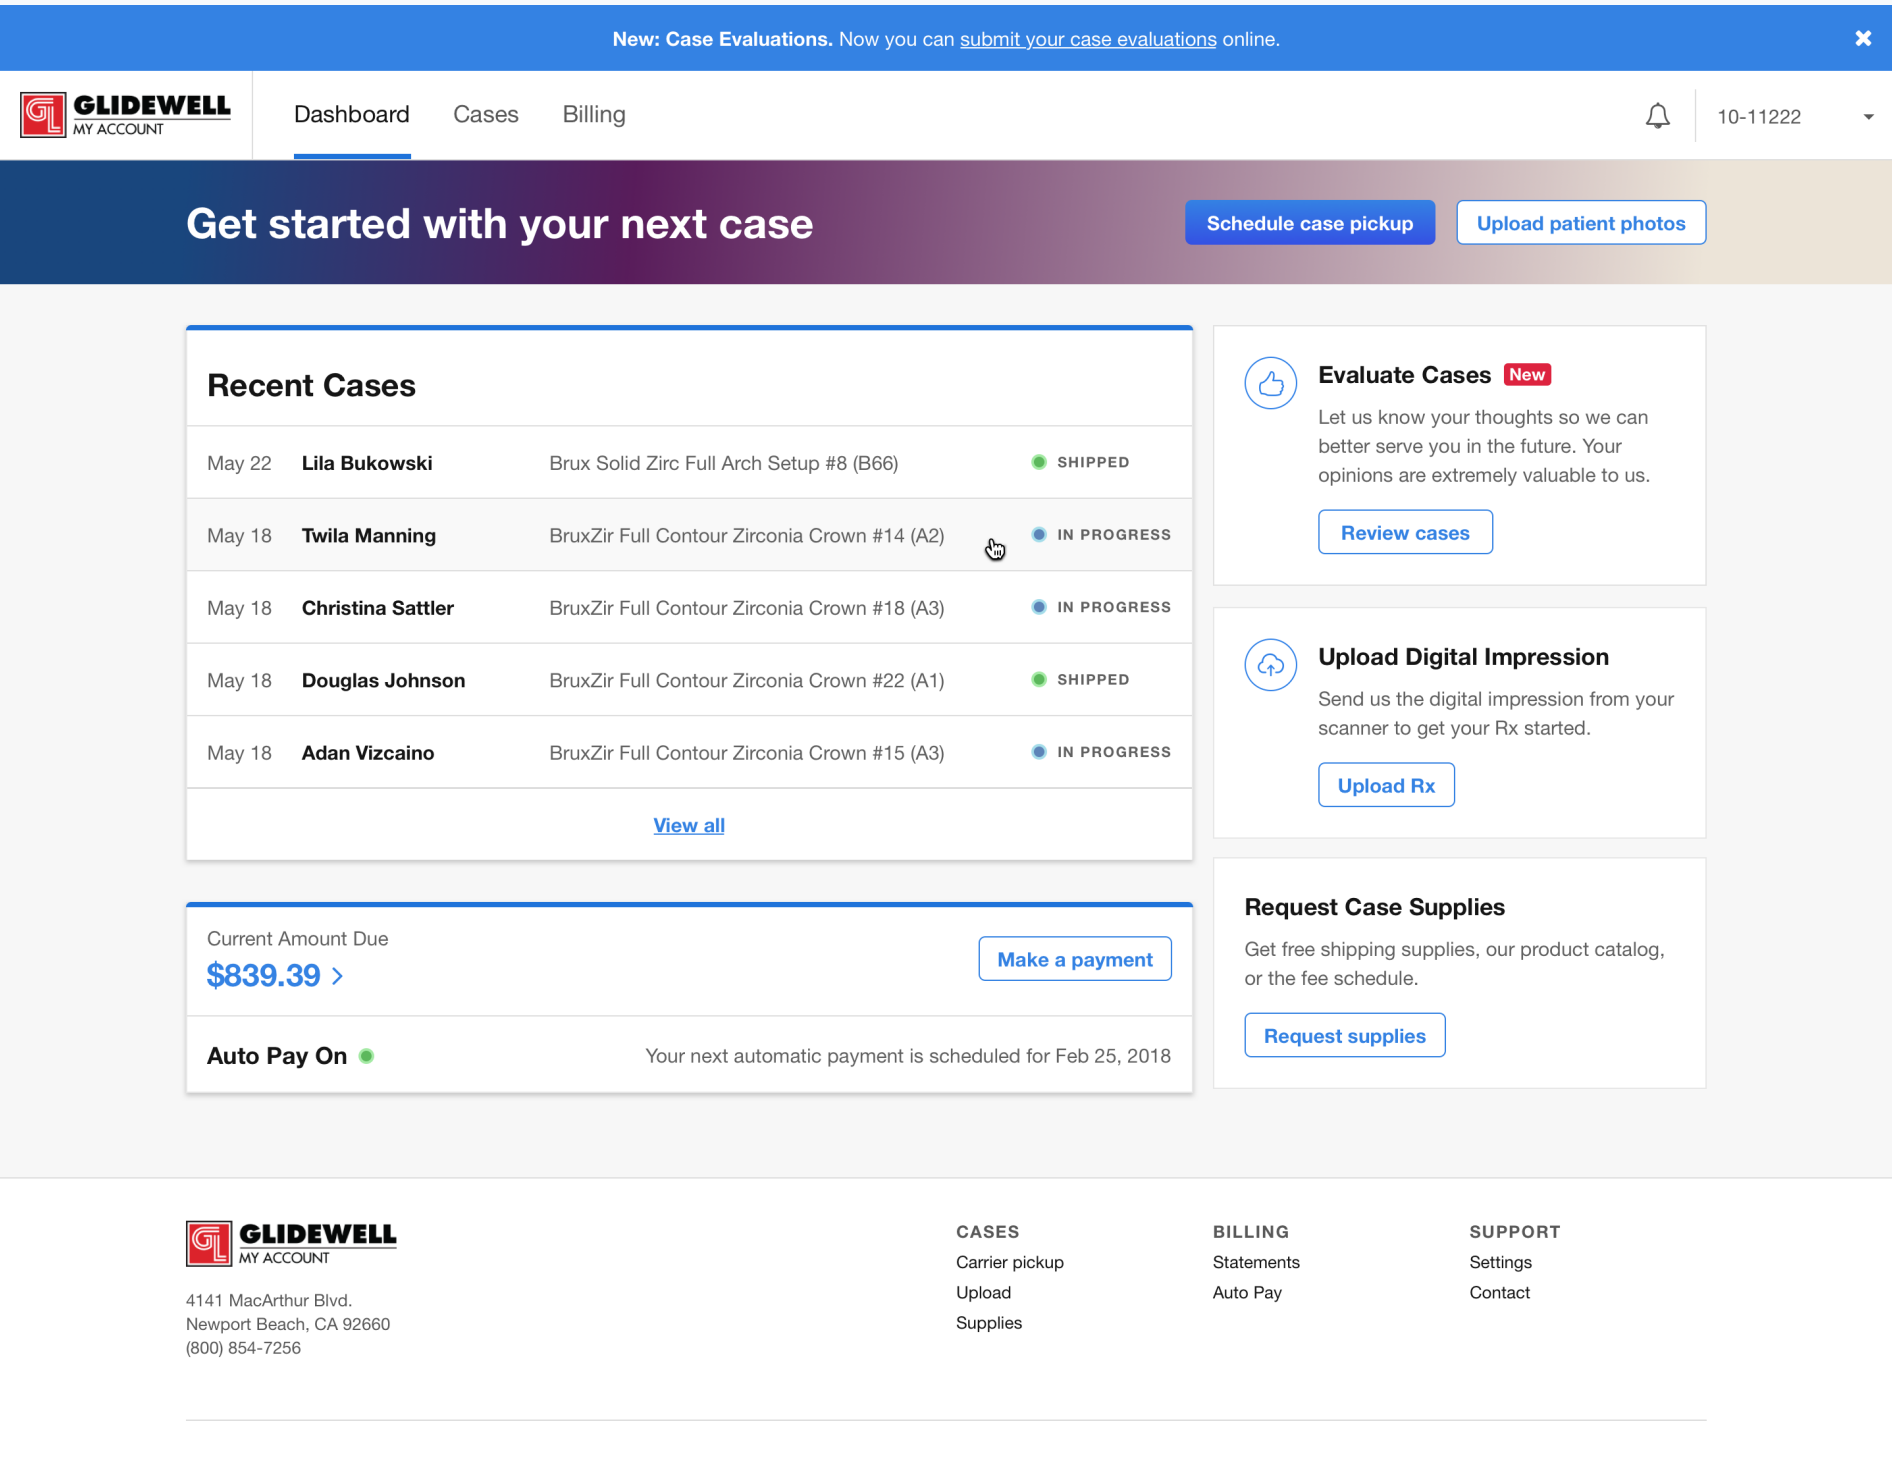 New: Case Evaluations. Now you can submit your case evaluations online.
GL GLIDEWELL
MY ACCOUNT
Dashboard
Cases
Billing
10-11222
Get started with your next case
Schedule case pickup
Upload patient photos
Recent Cases
May 22 Lila Bukowski Brux Solid Zirc Full Arch Setup #8 (B66) SHIPPED
May 18 Twila Manning BruxZir Full Contour Zirconia Crown #14 (A2) IN PROGRESS
May 18 Christina Sattler BruxZir Full Contour Zirconia Crown #18 (A3) IN PROGRESS
May 18 Douglas Johnson BruxZir Full Contour Zirconia Crown #22 (A1) SHIPPED
May 18 Adan Vizcaino BruxZir Full Contour Zirconia Crown #15 (A3) IN PROGRESS
View all
Current Amount Due
$839.39
Make a payment
Auto Pay On
Your next automatic payment is scheduled for Feb 25, 2018
Evaluate Cases New
Let us know your thoughts so we can
better serve you in the future. Your
opinions are extremely valuable to us.
Review cases
Upload Digital Impression
Send us the digital impression from your
scanner to get your Rx started.
Upload Rx
Request Case Supplies
Get free shipping supplies, our product catalog,
or the fee schedule.
Request supplies
GL GLIDEWELL
MY ACCOUNT
4141 MacArthur Blvd.
Newport Beach, CA 92660
(800) 854-7256
CASES
Carrier pickup
Upload
Supplies
BILLING
Statements
Auto Pay
SUPPORT
Settings
Contact